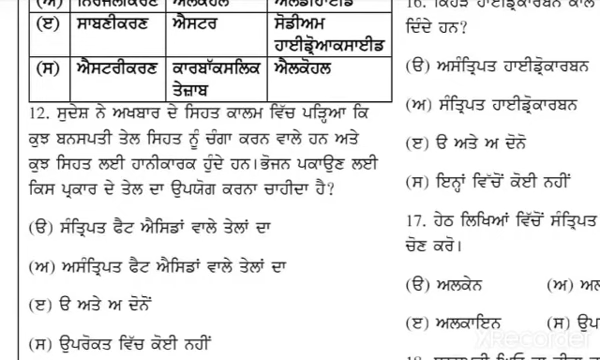 (ੲ) ਸਾਬਣੀਕਰਣ ਐਸਟਰ ਸੋਡੀਅਮ
ਹਾਈਡ੍ਰੋਆਕਸਾਈਡ
(ਸ) ਐਸਟਰੀਕਰਣ ਕਾਰਬੌਕਸਲਿਕ ਐਲਕੋਹਲ
ਤੇਜ਼ਾਬ
12. ਸੁਦੇਸ਼ ਨੇ ਅਖਬਾਰ ਦੇ ਸਿਹਤ ਕਾਲਮ ਵਿੱਚ ਪੜ੍ਹਿਆ ਕਿ
ਕੁਝ ਬਨਸਪਤੀ ਤੇਲ ਸਿਹਤ ਨੂੰ ਚੰਗਾ ਕਰਨ ਵਾਲੇ ਹਨ ਅਤੇ
ਕੁਝ ਸਿਹਤ ਲਈ ਹਾਨੀਕਾਰਕ ਹੁੰਦੇ ਹਨ।ਭੋਜਨ ਪਕਾਉਣ ਲਈ
ਕਿਸ ਪ੍ਰਕਾਰ ਦੇ ਤੇਲ ਦਾ ਉਪਯੋਗ ਕਰਨਾ ਚਾਹੀਦਾ ਹੈ?
(ੳ) ਸੰਤ੍ਰਿਪਤ ਫੈਟ ਐਸਿਡਾਂ ਵਾਲੇ ਤੇਲਾਂ ਦਾ
(ਅ) ਅਸੰਤ੍ਰਿਪਤ ਫੈਟ ਐਸਿਡਾਂ ਵਾਲੇ ਤੇਲਾਂ ਦਾ
(ੲ) ੳ ਅਤੇ ਅ ਦੋਨੋਂ
(ਸ) ਉਪਰੋਕਤ ਵਿੱਚ ਕੋਈ ਨਹੀਂ
ਦਿੰਦੇ ਹਨ?
(ੳ) ਅਸੰਤ੍ਰਿਪਤ ਹਾਈਡ੍ਰੋਕਾਰਬਨ
(ਅ) ਸੰਤ੍ਰਿਪਤ ਹਾਈਡ੍ਰੋਕਾਰਬਨ
(ੲ) ੳ ਅਤੇ ਅ ਦੋਨੋ
(ਸ) ਇਨ੍ਹਾਂ ਵਿੱਚੋਂ ਕੋਈ ਨਹੀਂ
17. ਹੇਠ ਲਿਖਿਆਂ ਵਿੱਚੋਂ ਸੰਤ੍ਰਿਪਤ
ਚੋਣ ਕਰੋ।
(ੳ) ਅਲਕੇਨ (ਅ)
(ੲ) ਅਲਕਾਇਨ (ਸ)